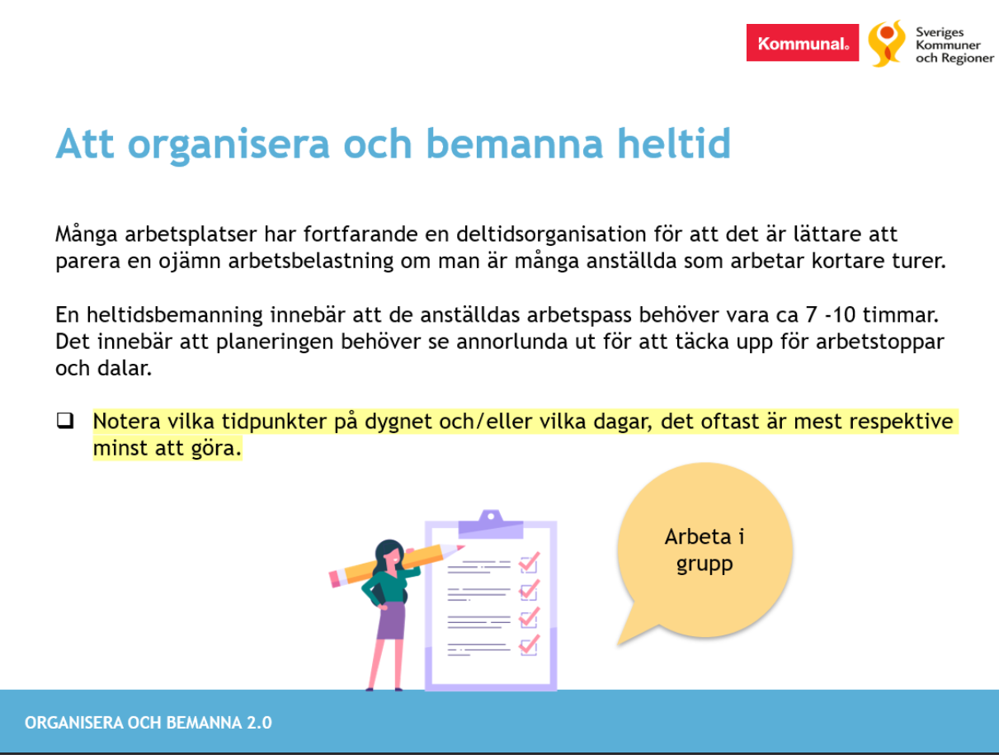 Kommunal.
Sveriges
Kommuner
och Regioner
Att organisera och bemanna heltid
Många arbetsplatser har fortfarande en deltidsorganisation för att det är lättare att
parera en ojämn arbetsbelastning om man är många anställda som arbetar kortare turer.
En heltidsbemanning innebär att de anställdas arbetspass behöver vara ca 7 -10 timmar.
Det innebär att planeringen behöver se annorlunda ut för att täcka upp för arbetstoppar
och dalar.
❑ Notera vilka tidpunkter på dygnet och/eller vilka dagar, det oftast är mest respektive
minst att göra.
Arbeta i
grupp
ORGANISERA OCH BEMANNA 2.0